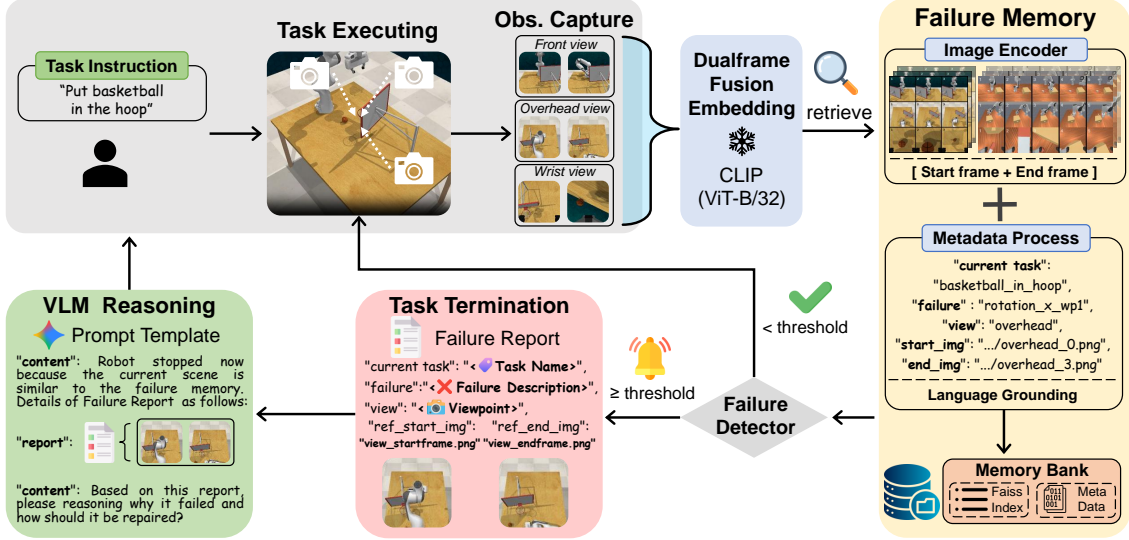 Task Instruction
"Put basketball
in the hoop"
Task Executing
Obs. Capture
Front view
Overhead view
Wrist view
Dualframe
Fusion
Embedding
CLIP
(ViT-B/32)
retrieve
Failure Memory
Image Encoder
[ Start frame + End frame ]
Metadata Process
"current task":
"basketball_in_hoop",
"failure" : "rotation_x_wp1",
"view": "overhead",
"start_img": ".../overhead_0.png",
"end_img": ".../overhead_3.png"
Language Grounding
Memory Bank
Faiss
Index
011
0101
001
Meta
Data
Failure
Detector
< threshold
≥ threshold
Task Termination
Failure Report
"current task": "< Task Name>",
"failure":"< Failure Description>",
"view": "< Viewpoint>",
"ref_start_img": "ref_end_img":
"view_startframe.png" "view_endframe.png"
VLM Reasoning
Prompt Template
"content": Robot stopped now
because the current scene is
similar to the failure memory.
Details of Failure Report as follows:
"report":
"content": Based on this report,
please reasoning why it failed and
how should it be repaired?